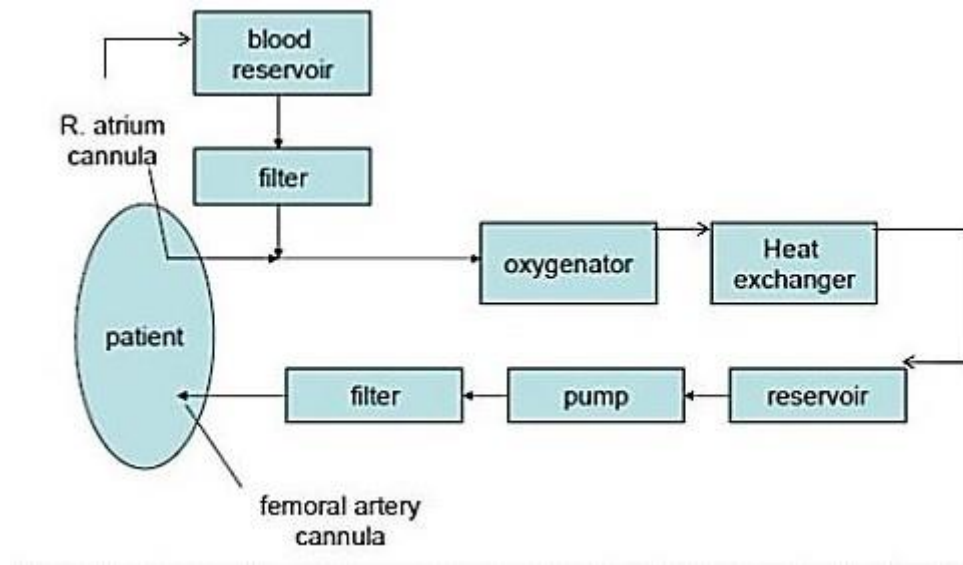 blood
reservoir
R. atrium
cannula
filter
oxygenator
Heat
exchanger
patient
filter
pump
reservoir
femoral artery
cannula